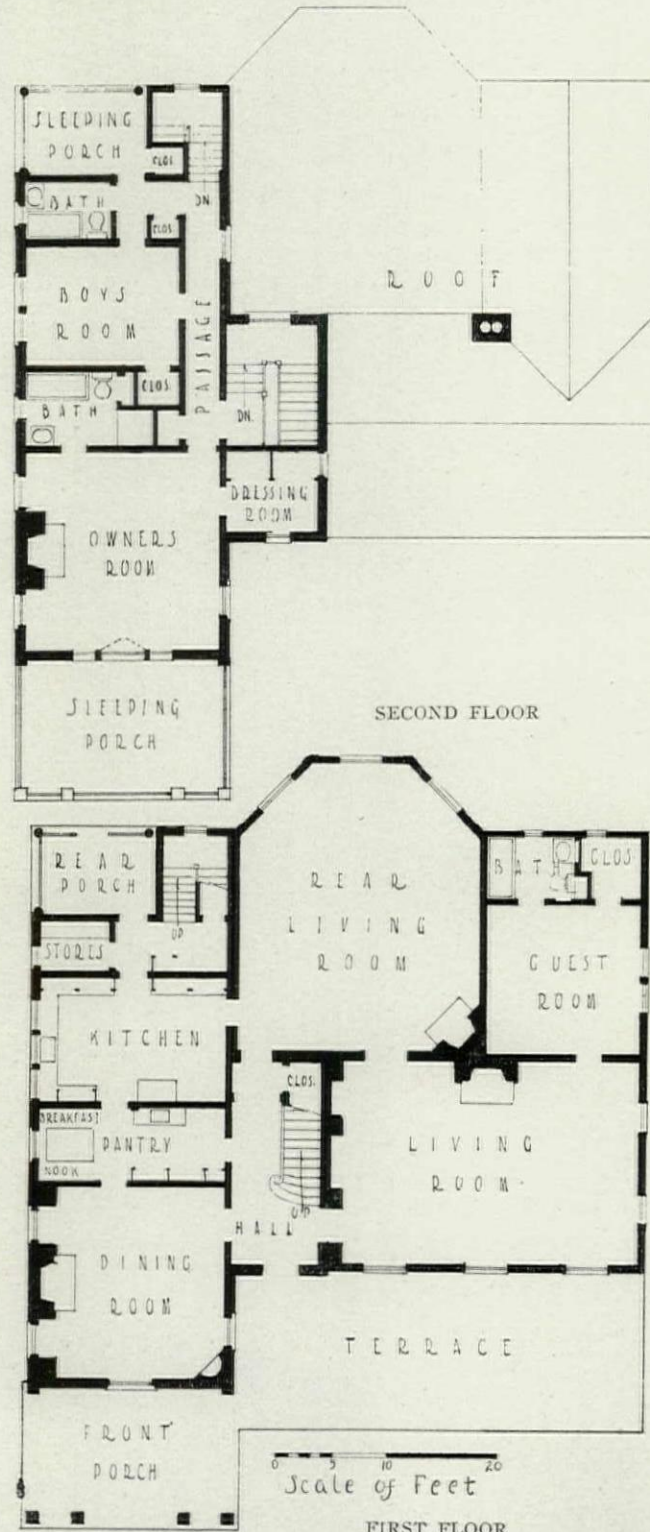 SLEEPING
PORCH
CLOS.
BATH
DN.
CLOS.
BOYS
ROOM
PASSAGE
ROOF
CLOS.
BATH
DN.
DRESSING
ROOM
OWNERS
ROOM
SLEEPING
PORCH
SECOND FLOOR
REAR
PORCH
UP
STORES
REAR
LIVING
ROOM
BATH
CLOS.
GUEST
ROOM
KITCHEN
CLOS.
BREAKFAST
NOOK
PANTRY
LIVING
ROOM
UP
HALL
DINING
ROOM
TERRACE
FRONT
PORCH
0 5 10 20
Scale of Feet
FIRST FLOOR